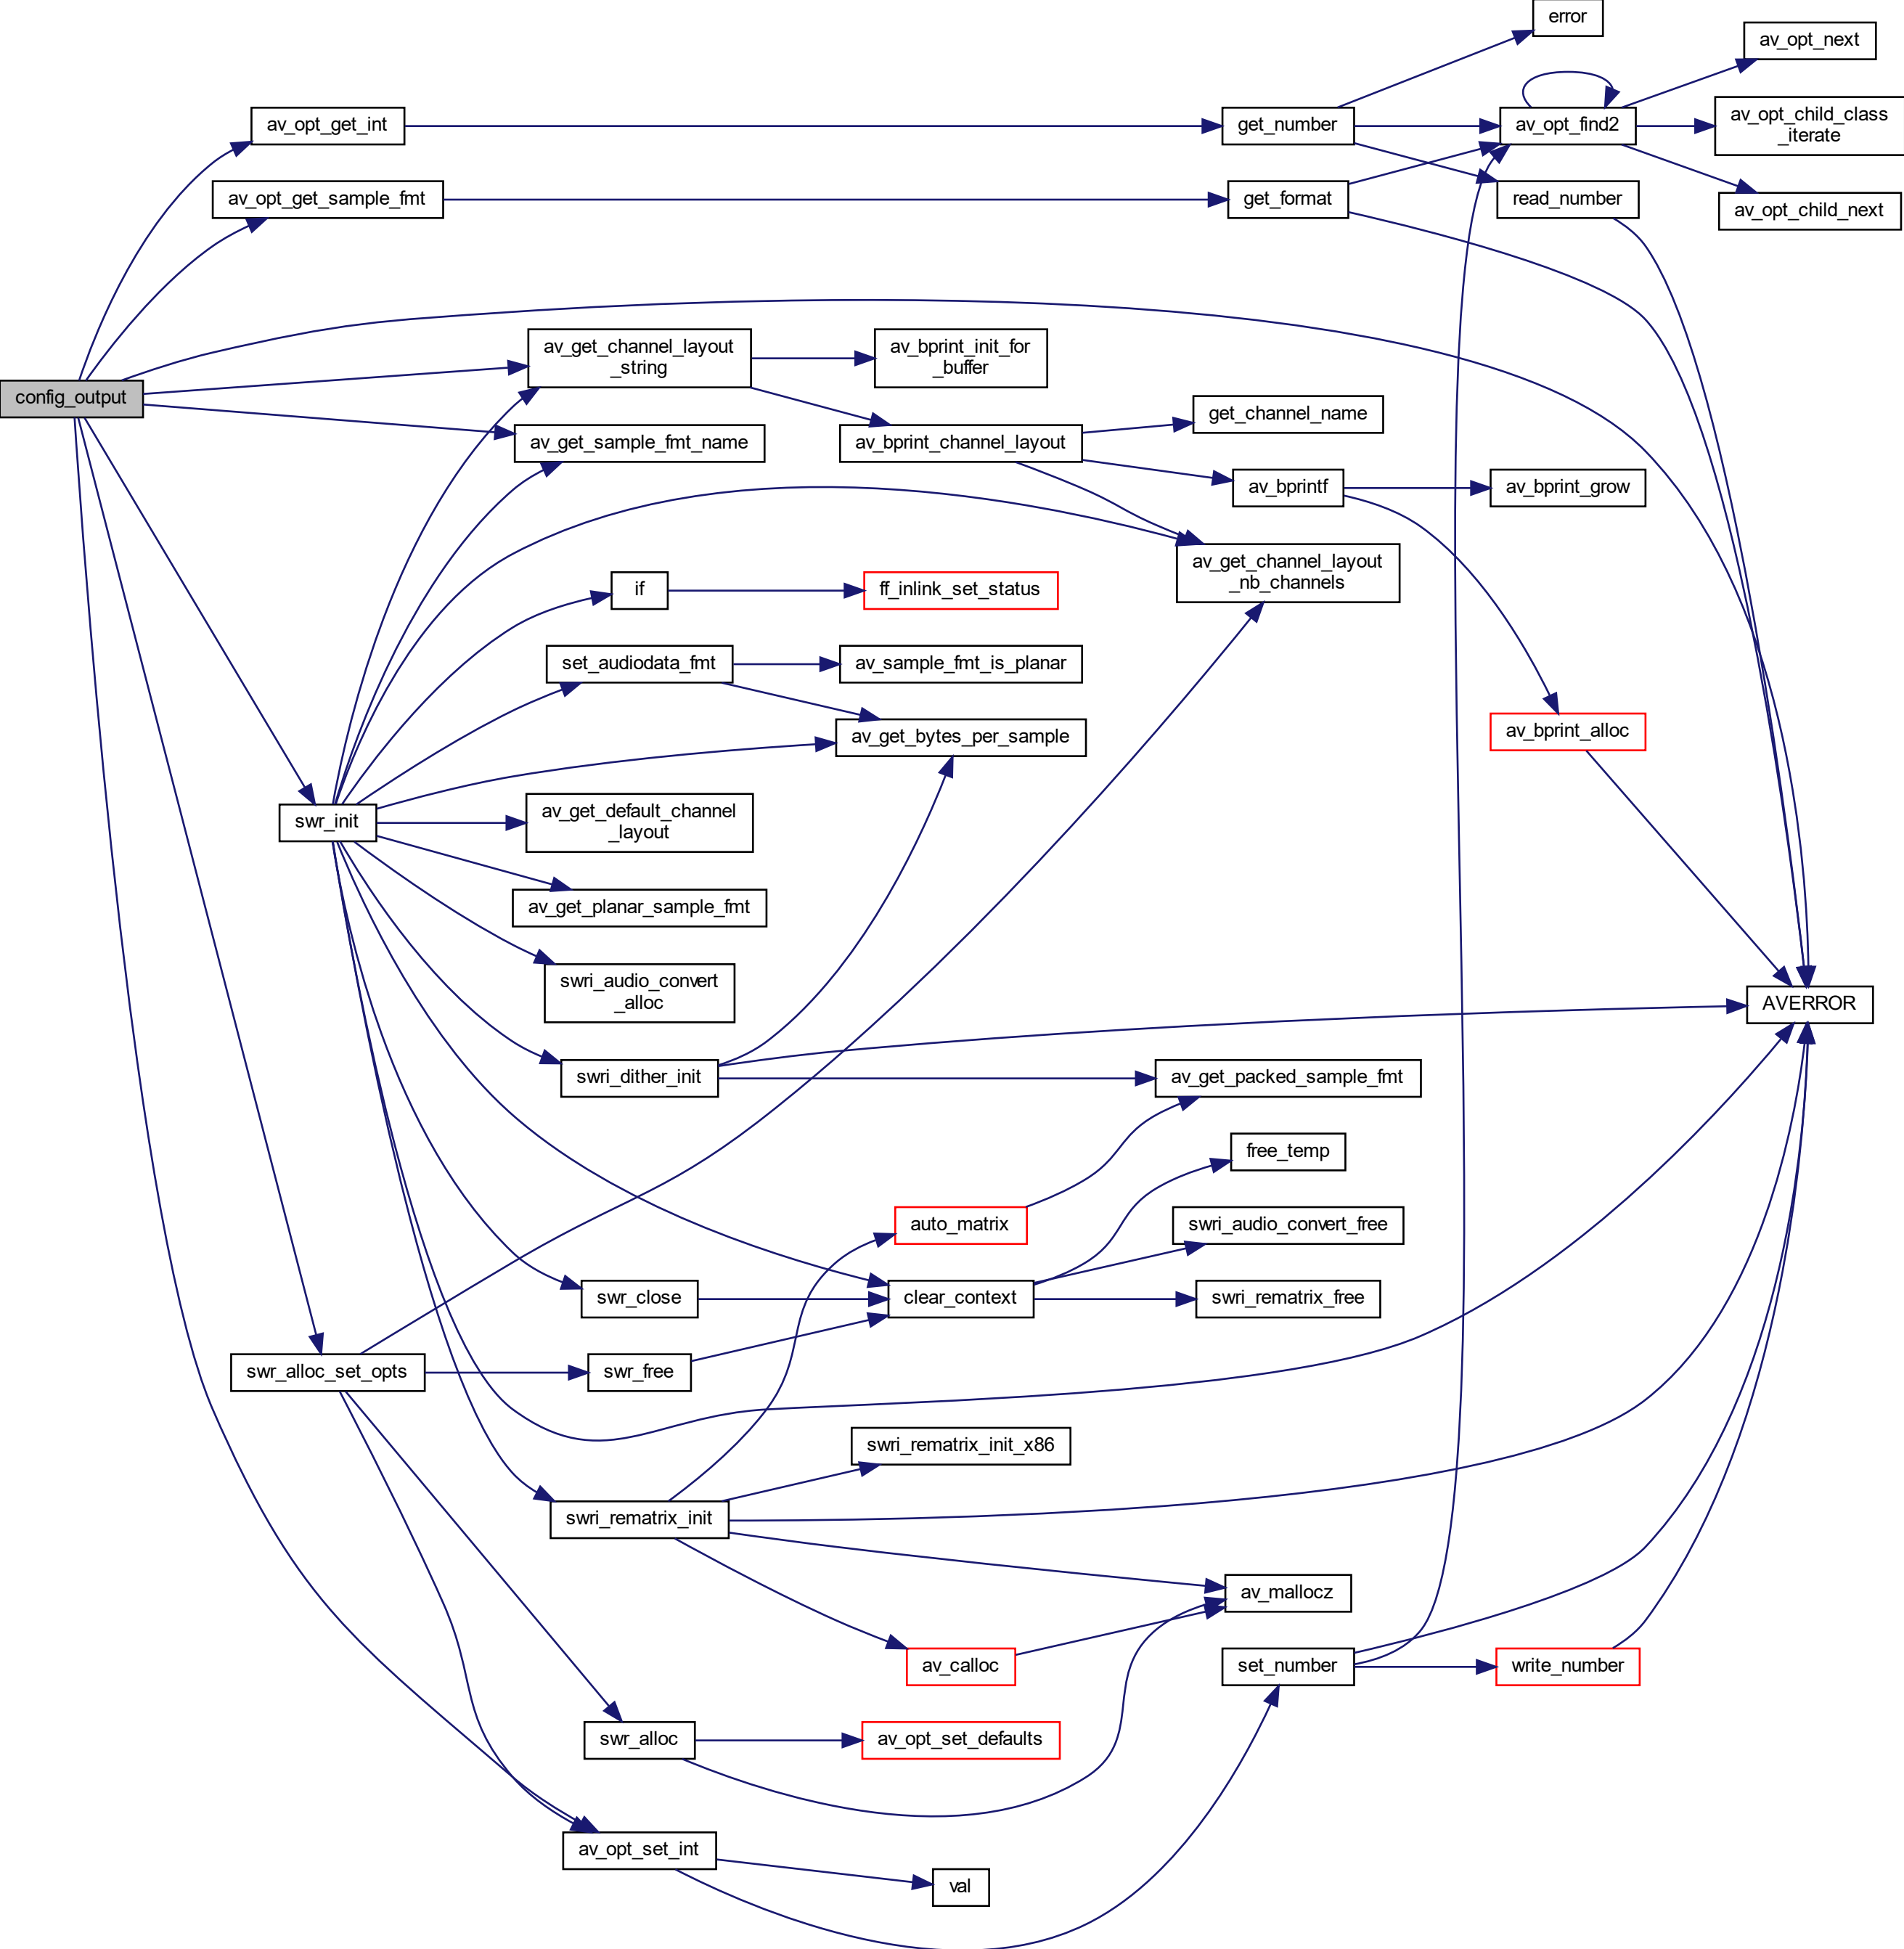 error
av_opt_next
av_opt_get_int
get_number
av_opt_find2
av_opt_child_class
_iterate
av_opt_get_sample_fmt
get_format
read_number
av_opt_child_next
config_output
av_get_channel_layout
_string
av_bprint_init_for
_buffer
get_channel_name
av_get_sample_fmt_name
av_bprint_channel_layout
av_bprintf
av_bprint_grow
av_get_channel_layout
_nb_channels
if
ff_inlink_set_status
set_audiodata_fmt
av_sample_fmt_is_planar
av_get_bytes_per_sample
av_bprint_alloc
swr_init
av_get_default_channel
_layout
av_get_planar_sample_fmt
swri_audio_convert
_alloc
AVERROR
swri_dither_init
av_get_packed_sample_fmt
free_temp
auto_matrix
swri_audio_convert_free
swr_close
clear_context
swri_rematrix_free
swr_alloc_set_opts
swr_free
swri_rematrix_init_x86
swri_rematrix_init
av_mallocz
av_calloc
set_number
write_number
swr_alloc
av_opt_set_defaults
av_opt_set_int
val